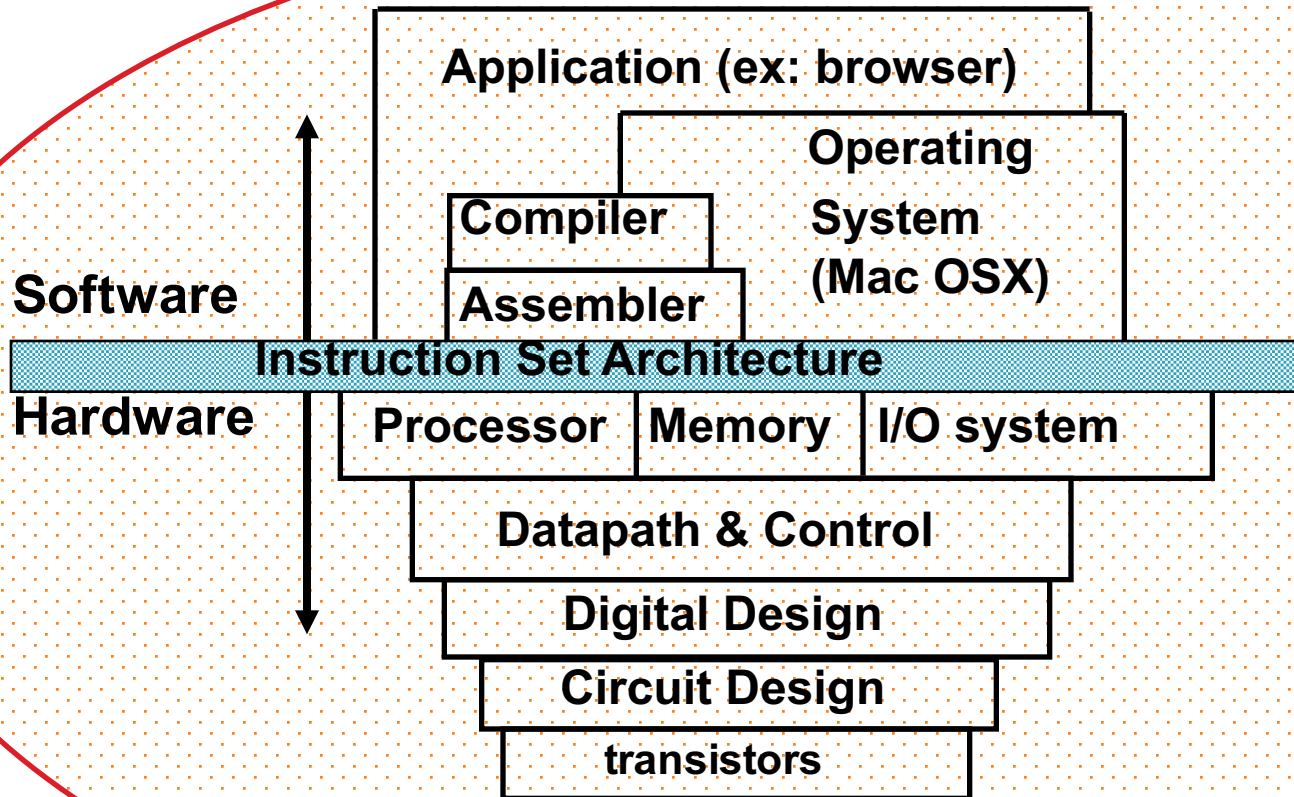 Application (ex: browser)
Operating
Compiler
System
(Mac OSX)
Software
Assembler
Instruction Set Architecture
Hardware
Processor
Memory
I/O system
Datapath & Control
Digital Design
Circuit Design
transistors